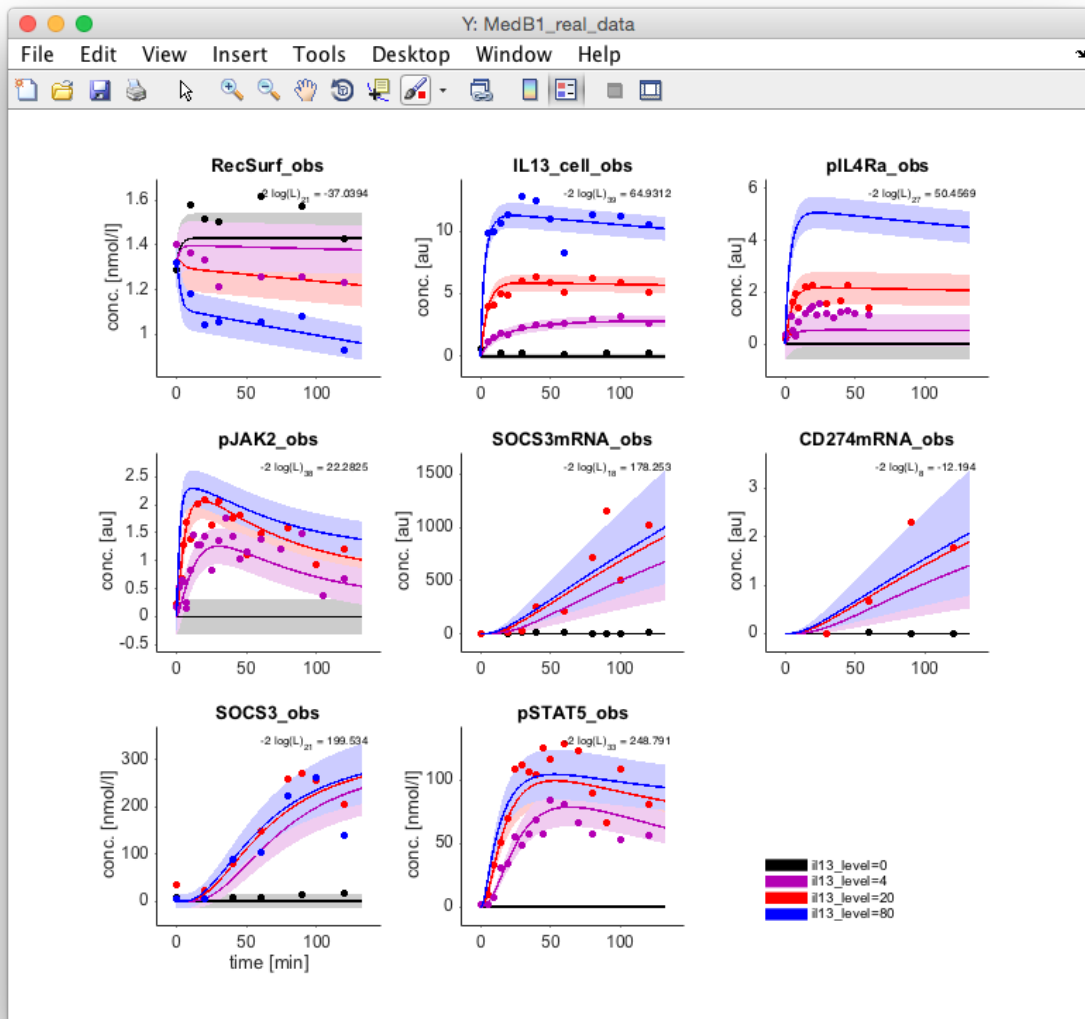 Y: MedB1_real_data
File Edit View Insert Tools Desktop Window Help
RecSurf_obs
-2 log(L)21 = -37.0394
conc. [nmol/l]
1.6
1.4
1.2
1
0 50 100
IL13_cell_obs
-2 log(L)39 = 64.9312
conc. [au]
10
5
0
0 50 100
pIL4Ra_obs
-2 log(L)27 = 50.4569
conc. [au]
6
4
2
0
0 50 100
pJAK2_obs
-2 log(L)38 = 22.2825
conc. [au]
2.5
2
1.5
1
0.5
0
-0.5
0 50 100
SOCS3mRNA_obs
-2 log(L)18 = 178.253
conc. [au]
1500
1000
500
0
0 50 100
CD274mRNA_obs
-2 log(L)8 = -12.194
conc. [au]
3
2
1
0
0 50 100
SOCS3_obs
-2 log(L)21 = 199.534
conc. [nmol/l]
300
200
100
0
0 50 100
time [min]
pSTAT5_obs
-2 log(L)33 = 248.791
conc. [nmol/l]
100
50
0
0 50 100
il13_level=0
il13_level=4
il13_level=20
il13_level=80